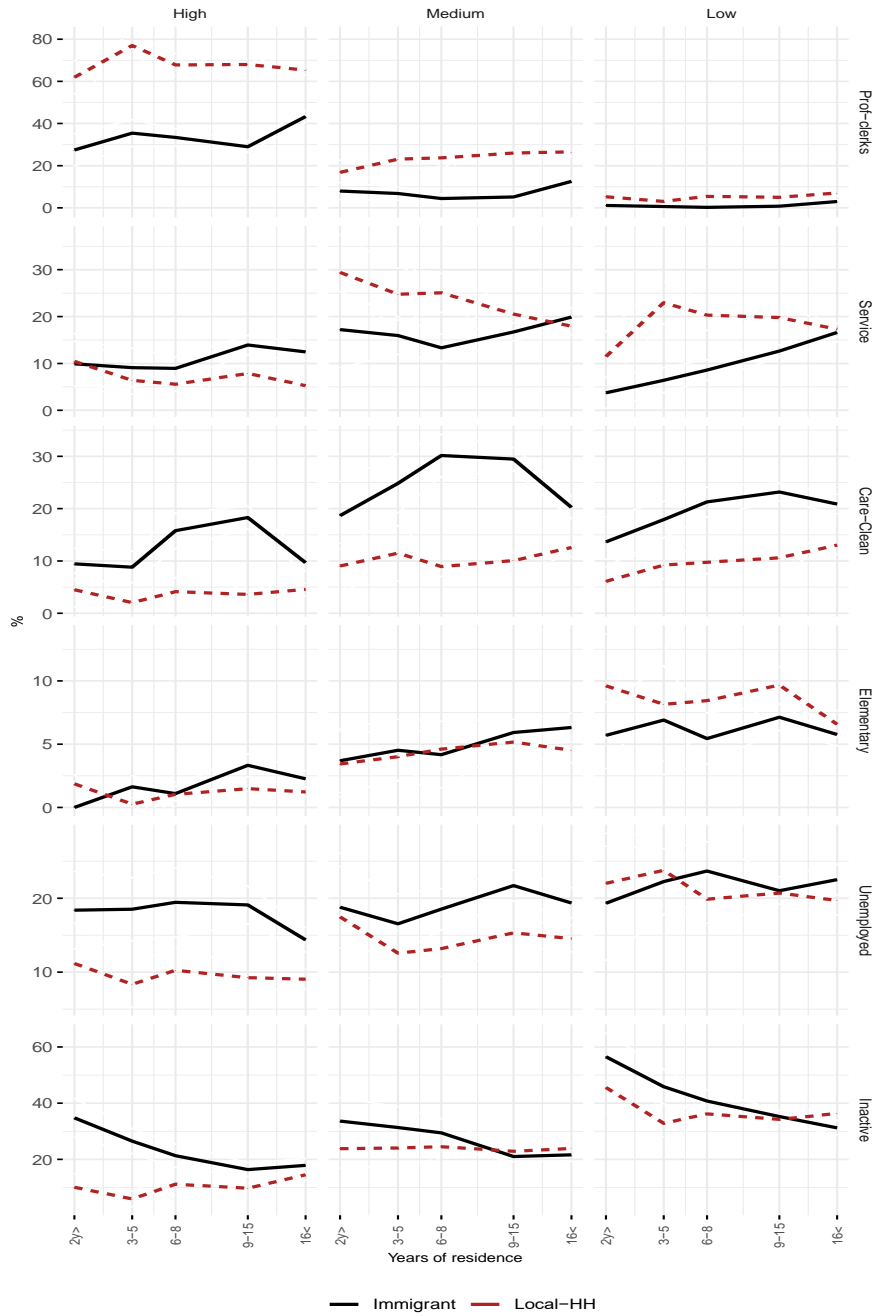 High Medium Low
80
60
40
20
0
Prof-clerks
30
20
10
0
Service
30
20
10
0
Care-Clean
%
10
5
0
Elementary
20
10
Unemployed
60
40
20
Inactive
2y> 3-5 6-8 9-15 16< 2y> 3-5 6-8 9-15 16< 2y> 3-5 6-8 9-15 16<
Years of residence
Immigrant Local-HH